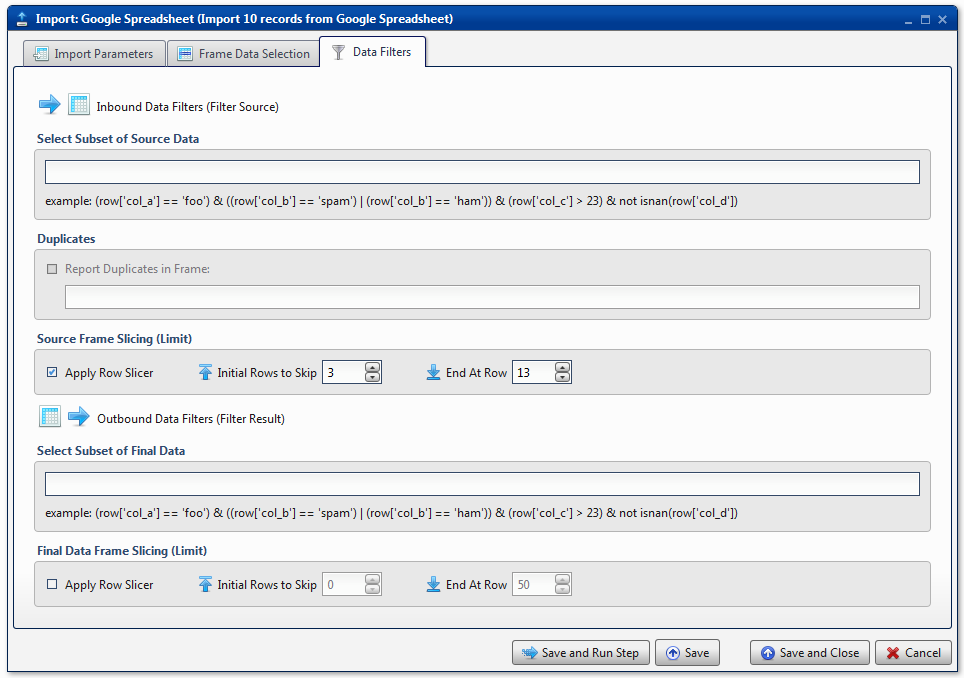 Import: Google Spreadsheet (Import 10 records from Google Spreadsheet)
Import Parameters Frame Data Selection Data Filters
Inbound Data Filters (Filter Source)
Select Subset of Source Data
example: (row['col_a'] == 'foo') & ((row['col_b'] == 'spam') | (row['col_b'] == 'ham')) & (row['col_c'] > 23) & not isnan(row['col_d'])
Duplicates
Report Duplicates in Frame:
Source Frame Slicing (Limit)
Apply Row Slicer Initial Rows to Skip 3 End At Row 13
Outbound Data Filters (Filter Result)
Select Subset of Final Data
example: (row['col_a'] == 'foo') & ((row['col_b'] == 'spam') | (row['col_b'] == 'ham')) & (row['col_c'] > 23) & not isnan(row['col_d'])
Final Data Frame Slicing (Limit)
Apply Row Slicer Initial Rows to Skip 0 End At Row 50
Save and Run Step Save Save and Close Cancel